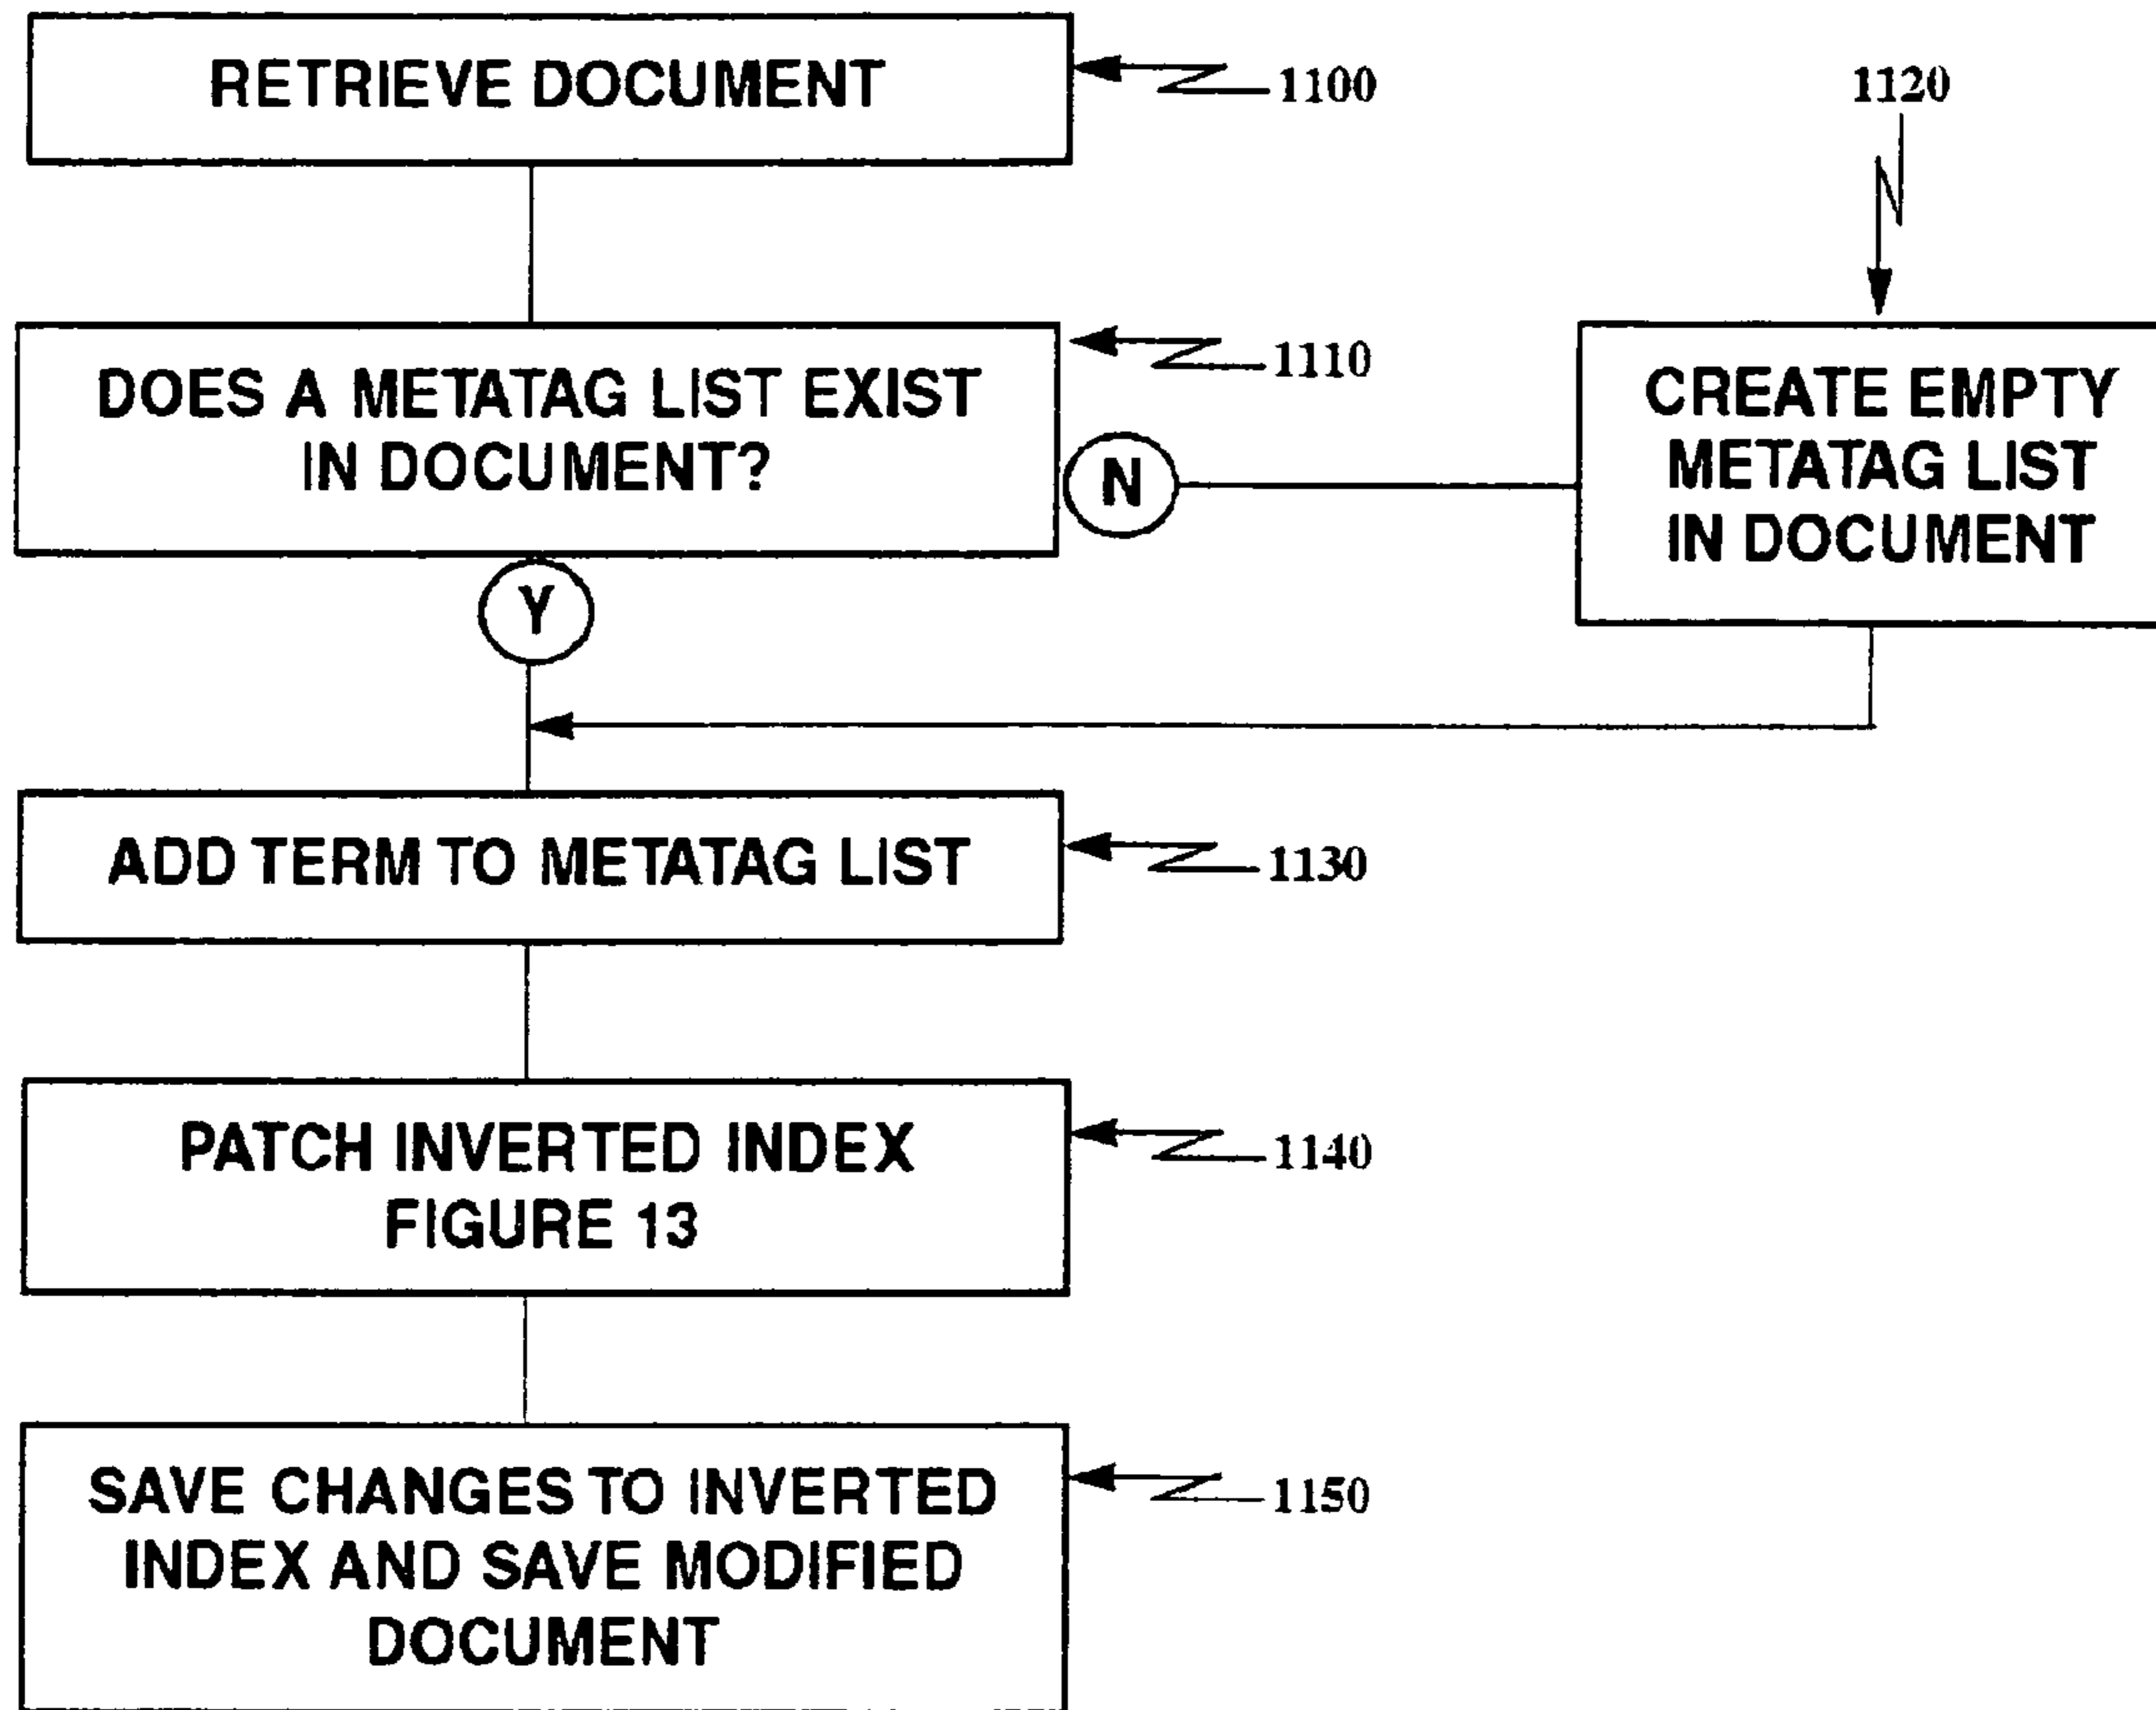 RETRIEVE DOCUMENT
1100
1120
DOES A METATAG LIST EXIST
IN DOCUMENT?
1110
N
CREATE EMPTY
METATAG LIST
IN DOCUMENT
Y
ADD TERM TO METATAG LIST
1130
PATCH INVERTED INDEX
FIGURE 13
1140
SAVE CHANGES TO INVERTED
INDEX AND SAVE MODIFIED
DOCUMENT
1150